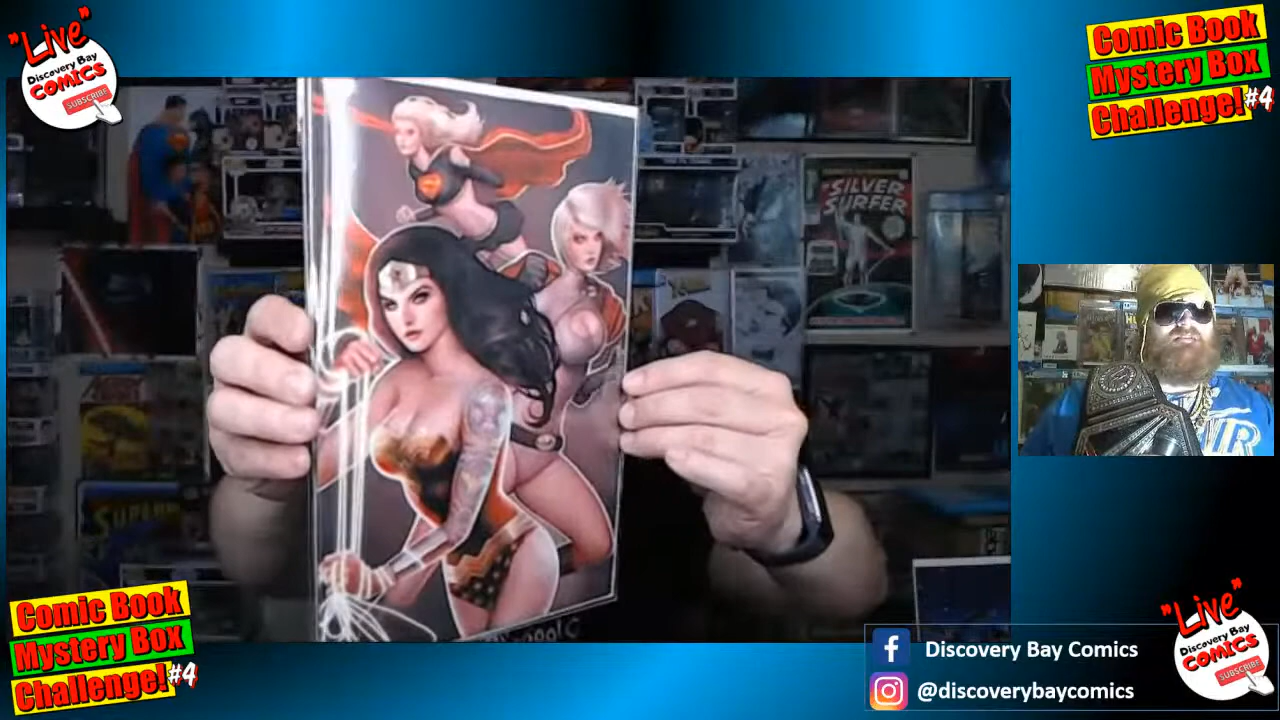 "Live"
Discovery Bay
COMICS
SUBSCRIBE
Comic Book
Mystery Box
Challenge! #4
SILVER
SURFER
Comic Book
Mystery Box
Challenge! #4
Discovery Bay Comics
@discoverybaycomics
"Live"
Discovery Bay
COMICS
SUBSCRIBE